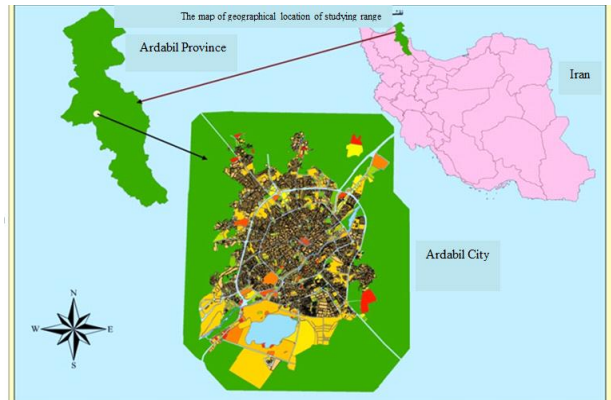 The map of geographical location of studying range
Ardabil Province
Iran
Ardabil City
N
W
E
S